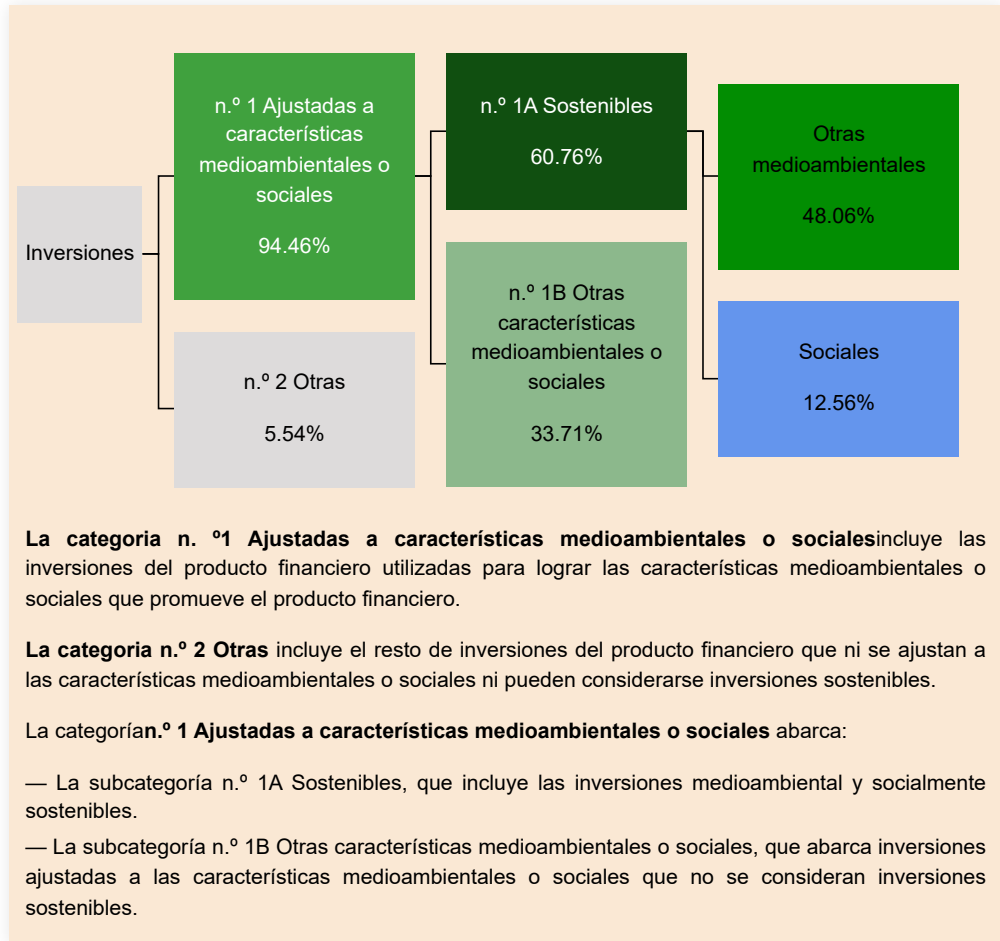 Inversiones
n.º 1 Ajustadas a
características
medioambientales o
sociales
94.46%
n.º 2 Otras
5.54%
n.º 1A Sostenibles
60.76%
n.º 1B Otras
características
medioambientales o
sociales
33.71%
Otras
medioambientales
48.06%
Sociales
12.56%
La categoria n. º1 Ajustadas a características medioambientales o socialesincluye las
inversiones del producto financiero utilizadas para lograr las características medioambientales o
sociales que promueve el producto financiero.
La categoria n.º 2 Otras incluye el resto de inversiones del producto financiero que ni se ajustan a
las características medioambientales o sociales ni pueden considerarse inversiones sostenibles.
La categorían.º 1 Ajustadas a características medioambientales o sociales abarca:
— La subcategoría n.º 1A Sostenibles, que incluye las inversiones medioambiental y socialmente
sostenibles.
— La subcategoría n.º 1B Otras características medioambientales o sociales, que abarca inversiones
ajustadas a las características medioambientales o sociales que no se consideran inversiones
sostenibles.